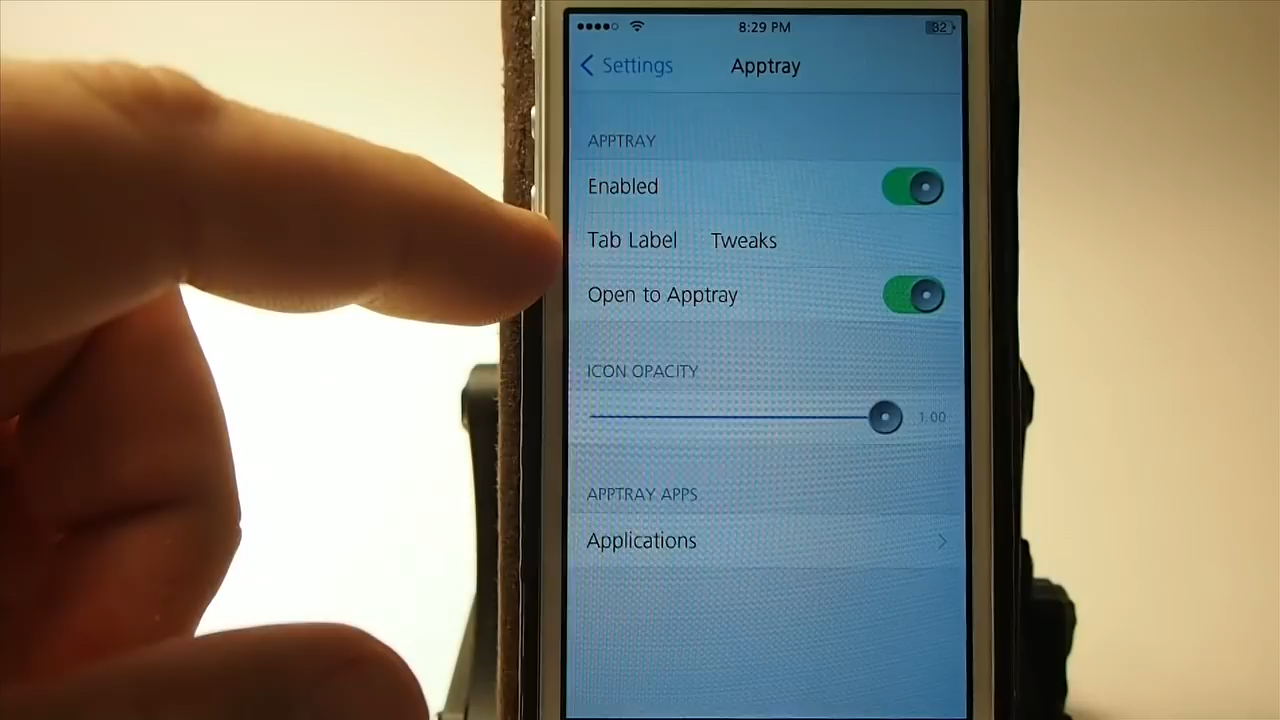 8:29 PM 82
Settings Apptray
APPTRAY
Enabled
Tab Label Tweaks
Open to Apptray
ICON OPACITY
1.00
APPTRAY APPS
Applications